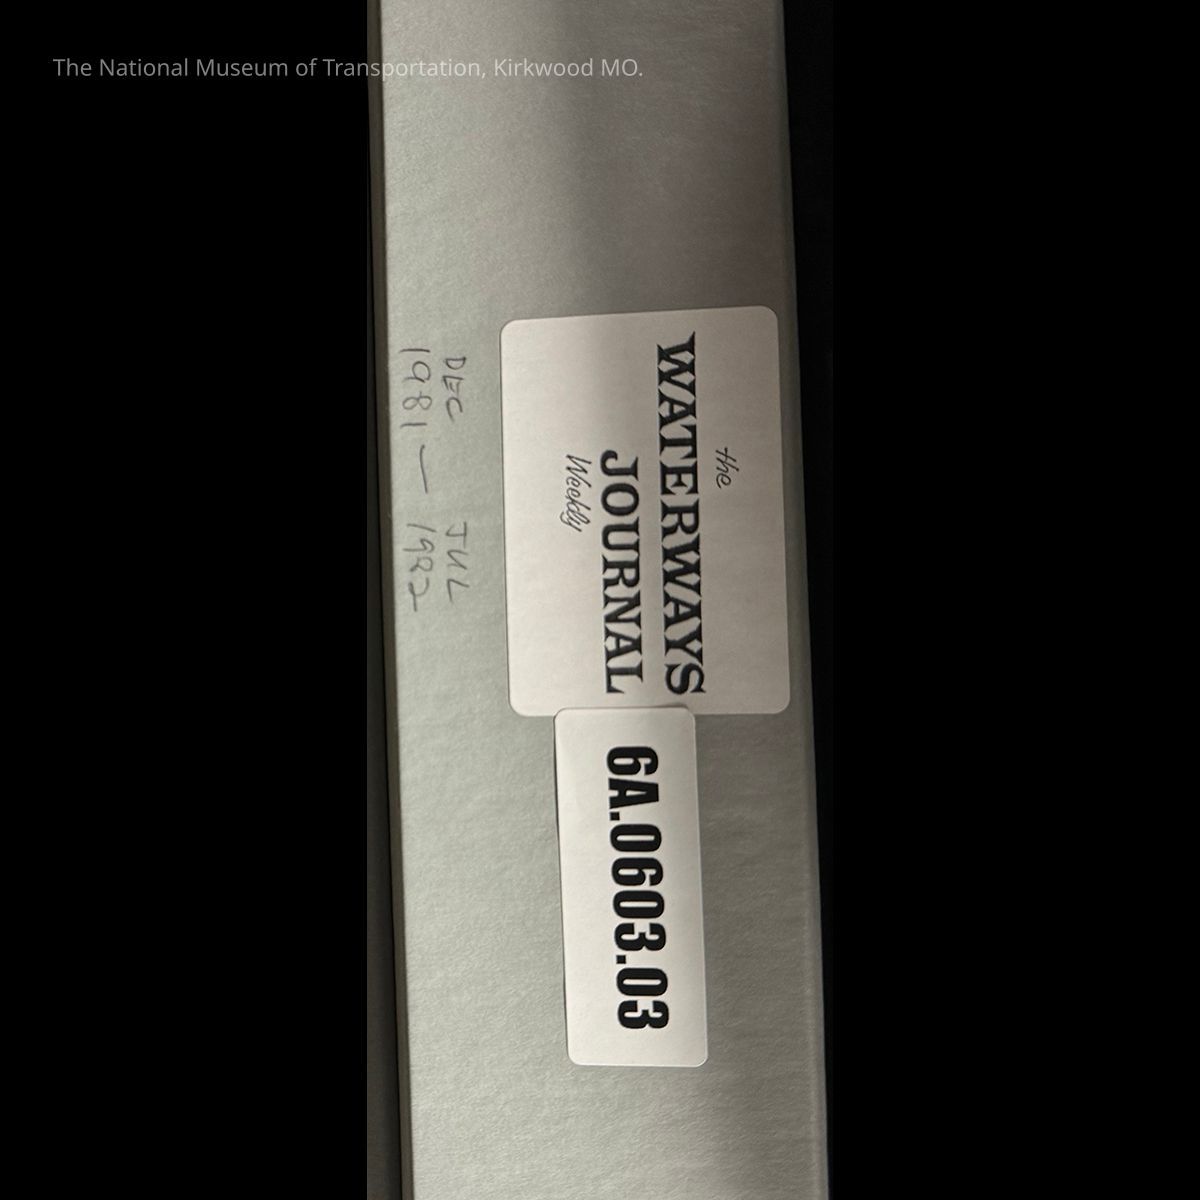 The National Museum of Transportation, Kirkwood MO.
the
WATERWAYS
JOURNAL
Weekly
6A.0603.03
DEC JUL
1981 — 1982